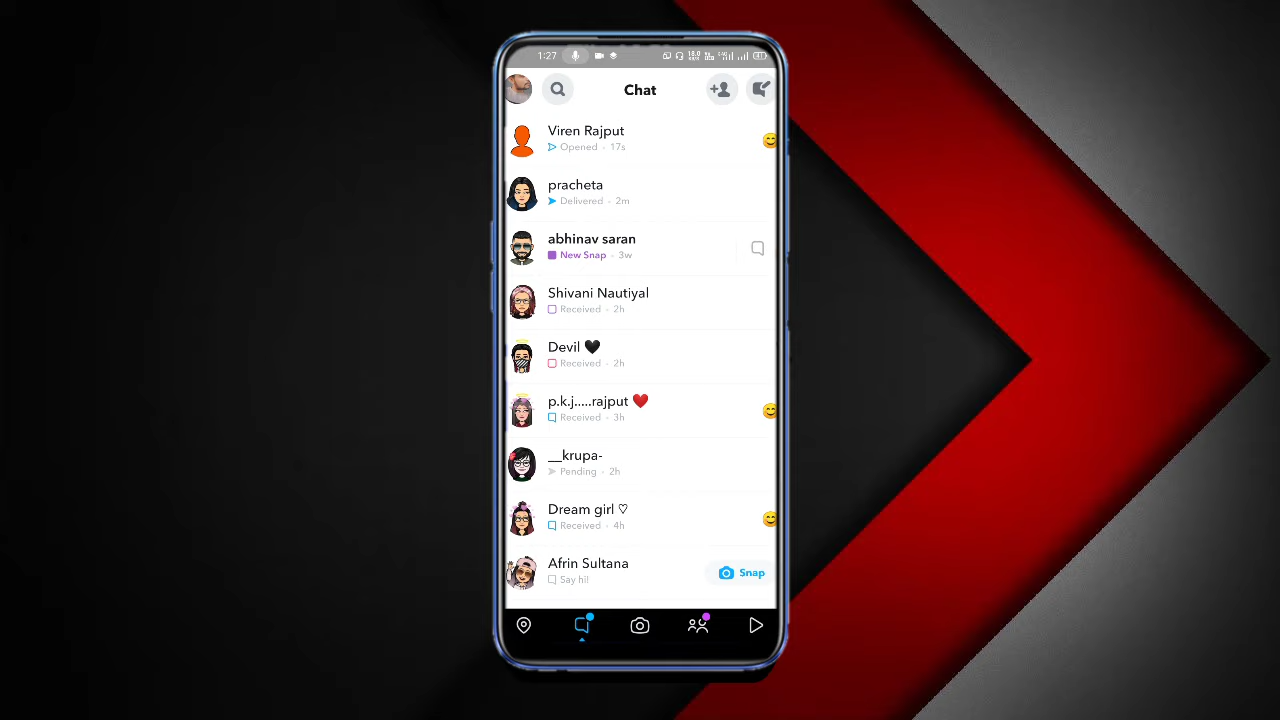 1:27
Chat
Viren Rajput 😊
Opened · 17s
pracheta
Delivered · 2m
abhinav saran
New Snap · 3w
Shivani Nautiyal
Received · 2h
Devil 🖤
Received · 2h
p.k.j.....rajput ❤️ 😊
Received · 3h
__krupa-
Pending · 2h
Dream girl ♡ 😊
Received · 4h
Afrin Sultana
Say hi!
Snap